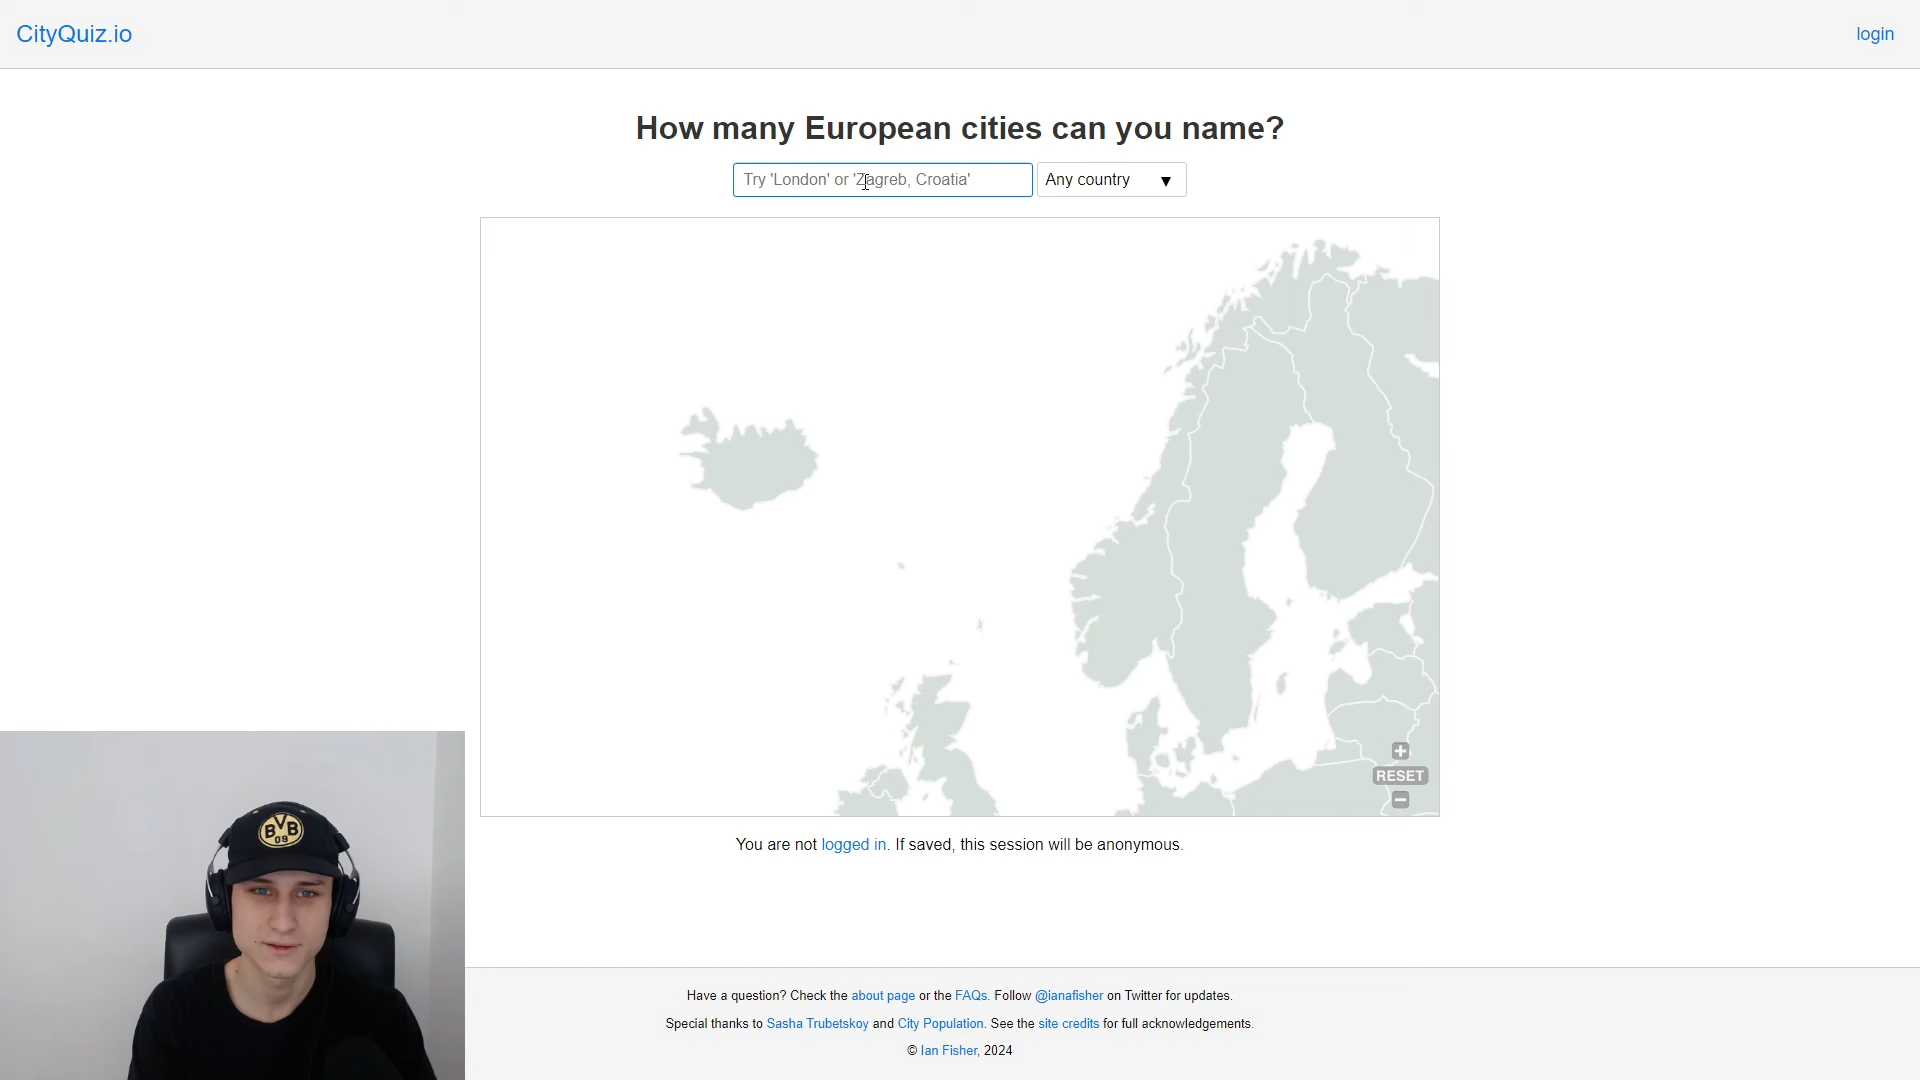 CityQuiz.io
login
How many European cities can you name?
Try 'London' or 'Zagreb, Croatia'
Any country
RESET
You are not logged in. If saved, this session will be anonymous.
BVB
09
Have a question? Check the about page or the FAQs. Follow @ianafisher on Twitter for updates.
Special thanks to Sasha Trubetskoy and City Population. See the site credits for full acknowledgements.
© Ian Fisher, 2024